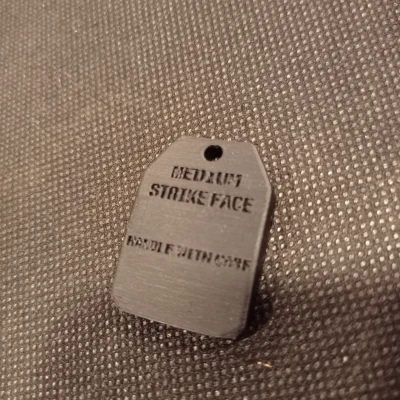 MEDIUM
STRIKE FACE
HANDLE WITH CARE